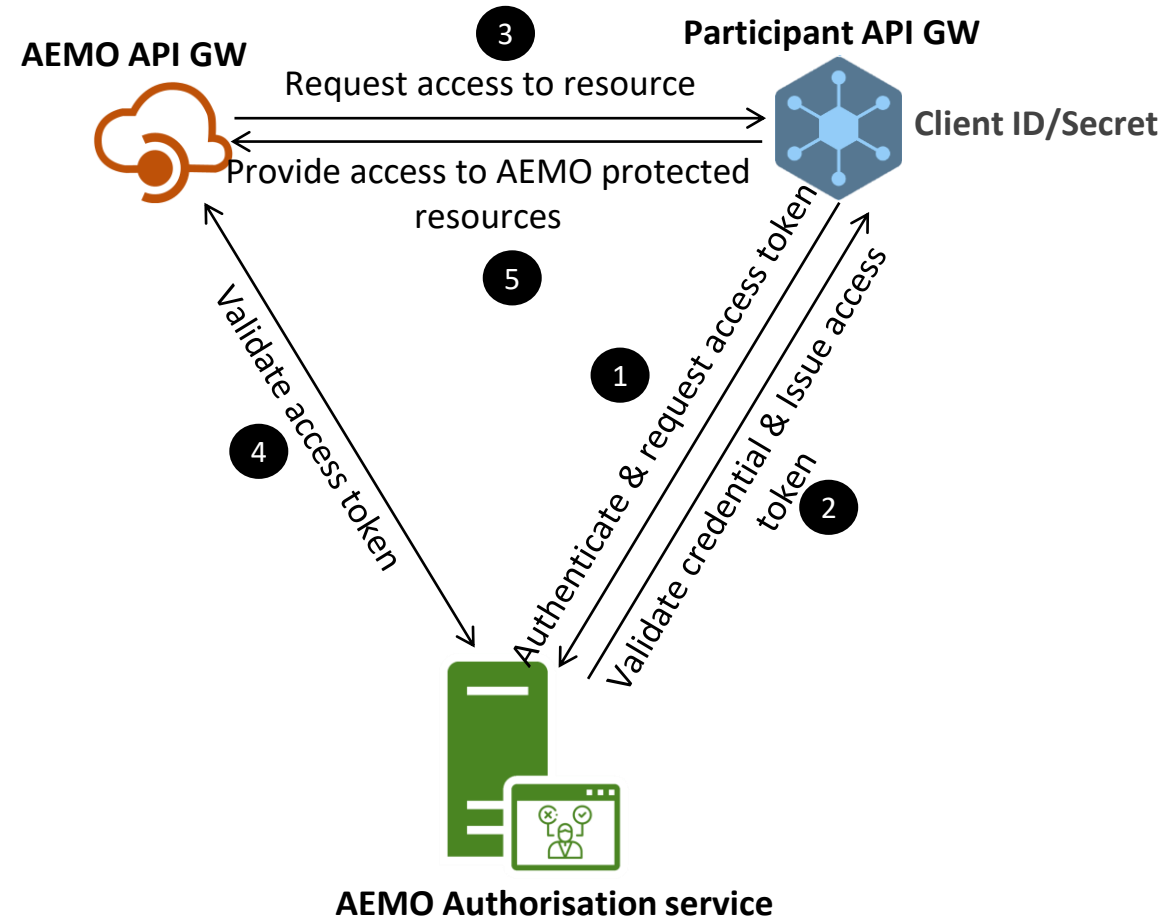 3
Participant API GW
AEMO API GW
Request access to resource
Client ID/Secret
Provide access to AEMO protected
resources
5
Authenticate & request access token
1
Validate credential & Issue access
token
2
Validate access token
4
AEMO Authorisation service